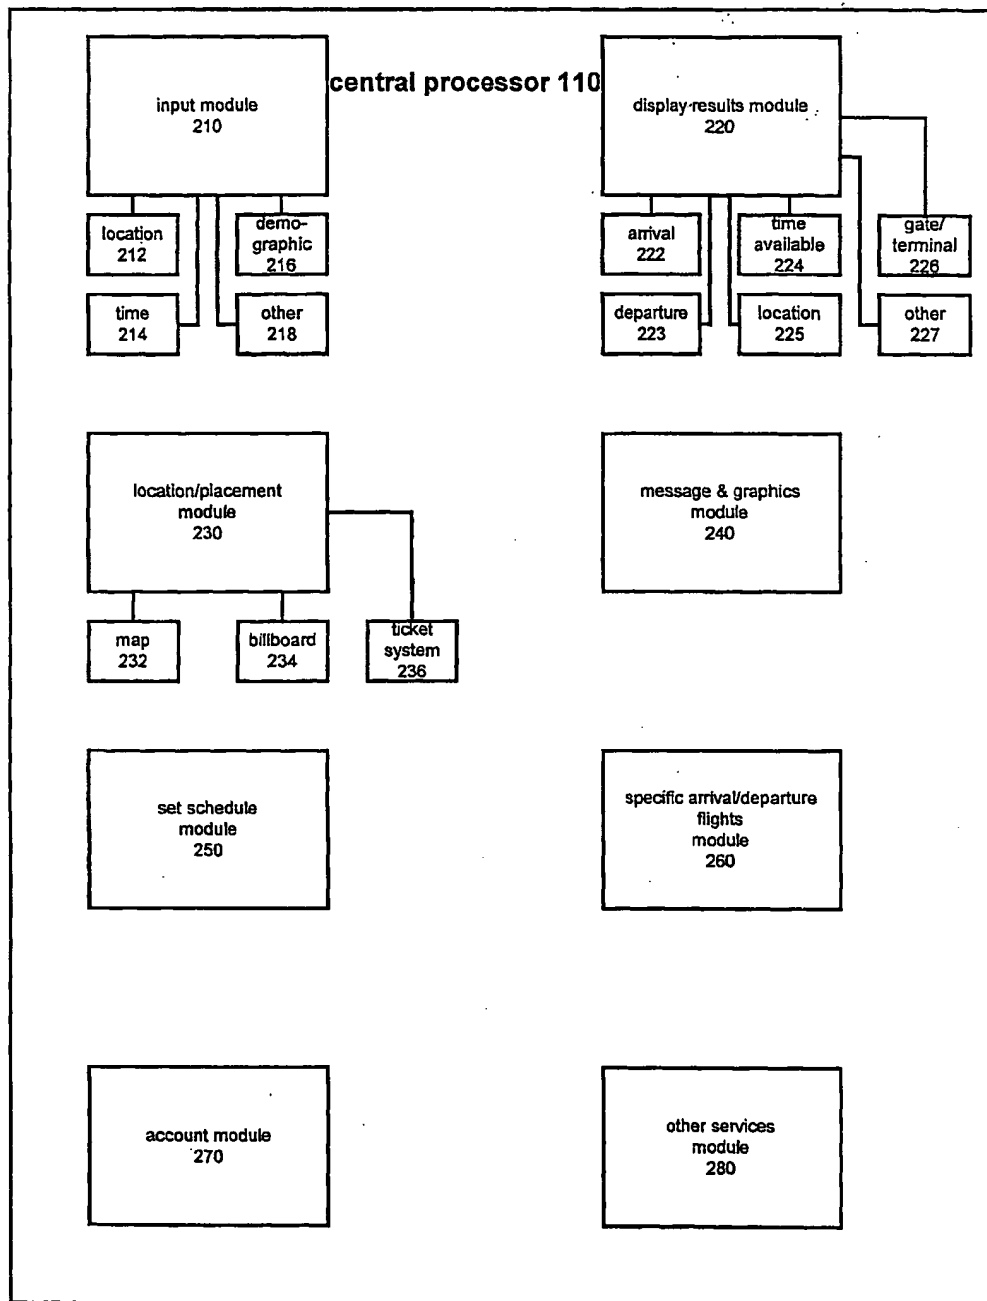 central processor 110
input module
210
location
212
demo-
graphic
216
time
214
other
218
display results module
220
arrival
222
time
available
224
gate/
terminal
226
departure
223
location
225
other
227
location/placement
module
230
map
232
billboard
234
ticket
system
236
message & graphics
module
240
set schedule
module
250
specific arrival/departure
flights
module
260
account module
270
other services
module
280